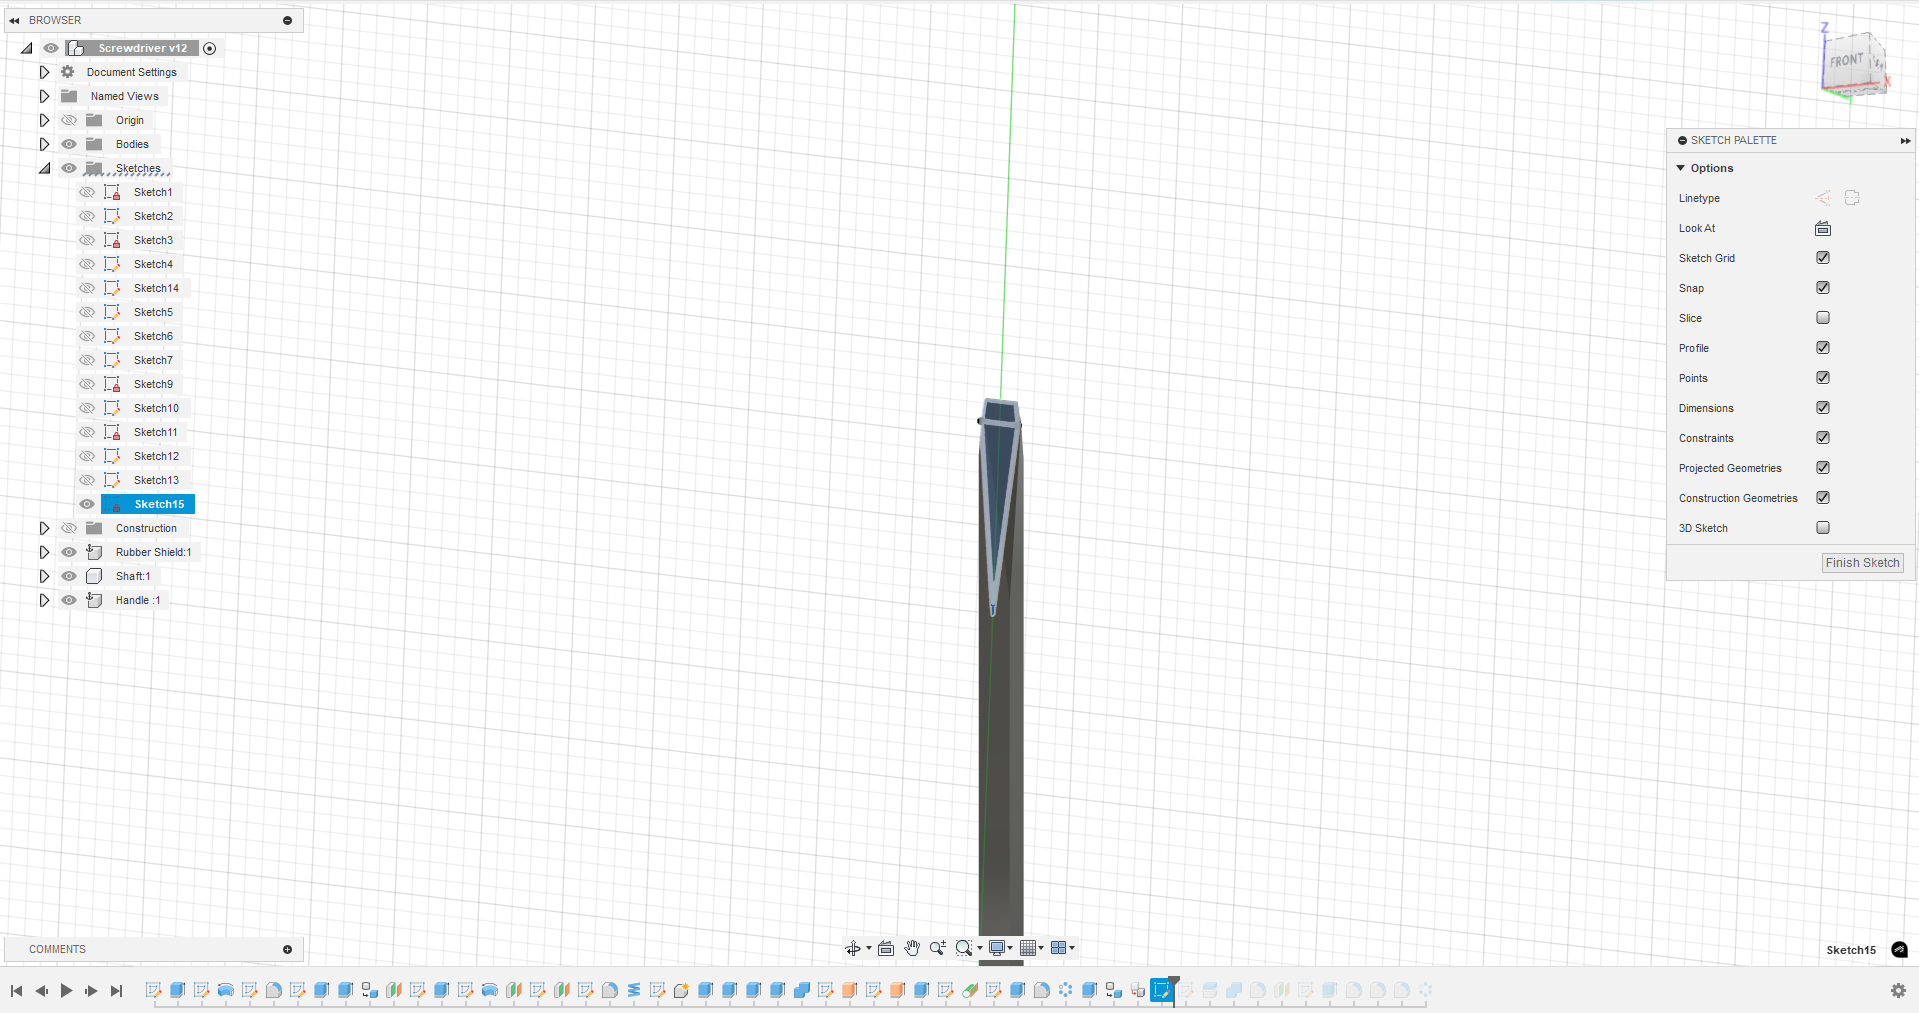 BROWSER
Screwdriver v12
Document Settings
Named Views
Origin
Bodies
Sketches
Sketch1
Sketch2
Sketch3
Sketch4
Sketch14
Sketch5
Sketch6
Sketch7
Sketch9
Sketch10
Sketch11
Sketch12
Sketch13
Sketch15
Construction
Rubber Shield:1
Shaft:1
Handle :1
COMMENTS
Z
FRONT
X
SKETCH PALETTE
Options
Linetype
Look At
Sketch Grid
Snap
Slice
Profile
Points
Dimensions
Constraints
Projected Geometries
Construction Geometries
3D Sketch
Finish Sketch
Sketch15